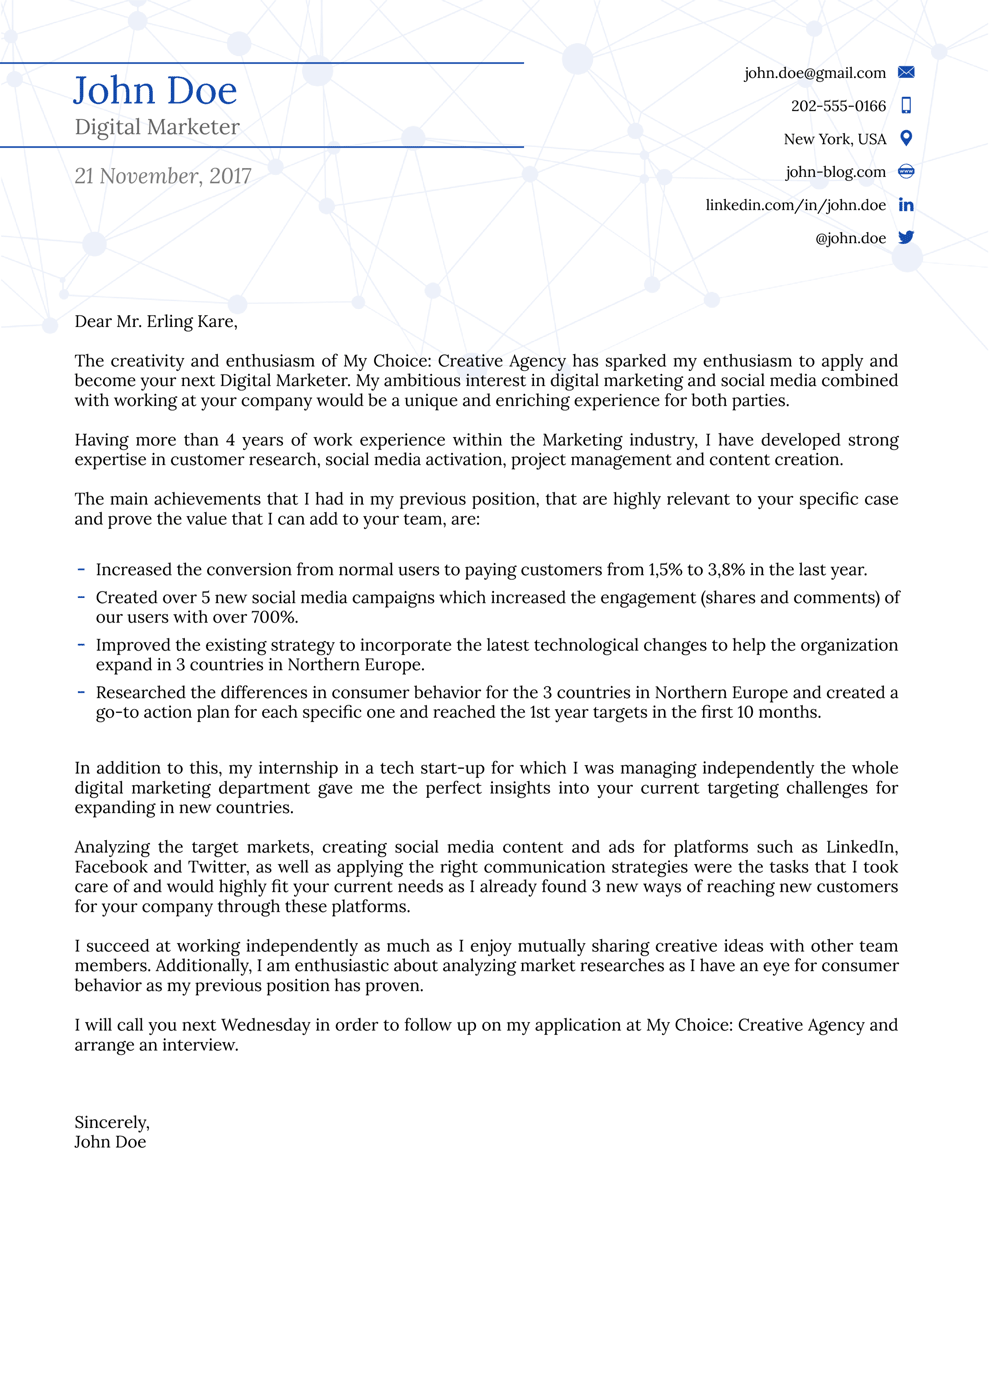 John Doe
Digital Marketer
21 November, 2017
john.doe@gmail.com
202-555-0166
New York, USA
john-blog.com
www
linkedin.com/in/john.doe
in
@john.doe
Dear Mr. Erling Kare,
The creativity and enthusiasm of My Choice: Creative Agency has sparked my enthusiasm to apply and
become your next Digital Marketer. My ambitious interest in digital marketing and social media combined
with working at your company would be a unique and enriching experience for both parties.
Having more than 4 years of work experience within the Marketing industry, I have developed strong
expertise in customer research, social media activation, project management and content creation.
The main achievements that I had in my previous position, that are highly relevant to your specific case
and prove the value that I can add to your team, are:
- Increased the conversion from normal users to paying customers from 1,5% to 3,8% in the last year.
- Created over 5 new social media campaigns which increased the engagement (shares and comments) of
our users with over 700%.
- Improved the existing strategy to incorporate the latest technological changes to help the organization
expand in 3 countries in Northern Europe.
- Researched the differences in consumer behavior for the 3 countries in Northern Europe and created a
go-to action plan for each specific one and reached the 1st year targets in the first 10 months.
In addition to this, my internship in a tech start-up for which I was managing independently the whole
digital marketing department gave me the perfect insights into your current targeting challenges for
expanding in new countries.
Analyzing the target markets, creating social media content and ads for platforms such as LinkedIn,
Facebook and Twitter, as well as applying the right communication strategies were the tasks that I took
care of and would highly fit your current needs as I already found 3 new ways of reaching new customers
for your company through these platforms.
I succeed at working independently as much as I enjoy mutually sharing creative ideas with other team
members. Additionally, I am enthusiastic about analyzing market researches as I have an eye for consumer
behavior as my previous position has proven.
I will call you next Wednesday in order to follow up on my application at My Choice: Creative Agency and
arrange an interview.
Sincerely,
John Doe